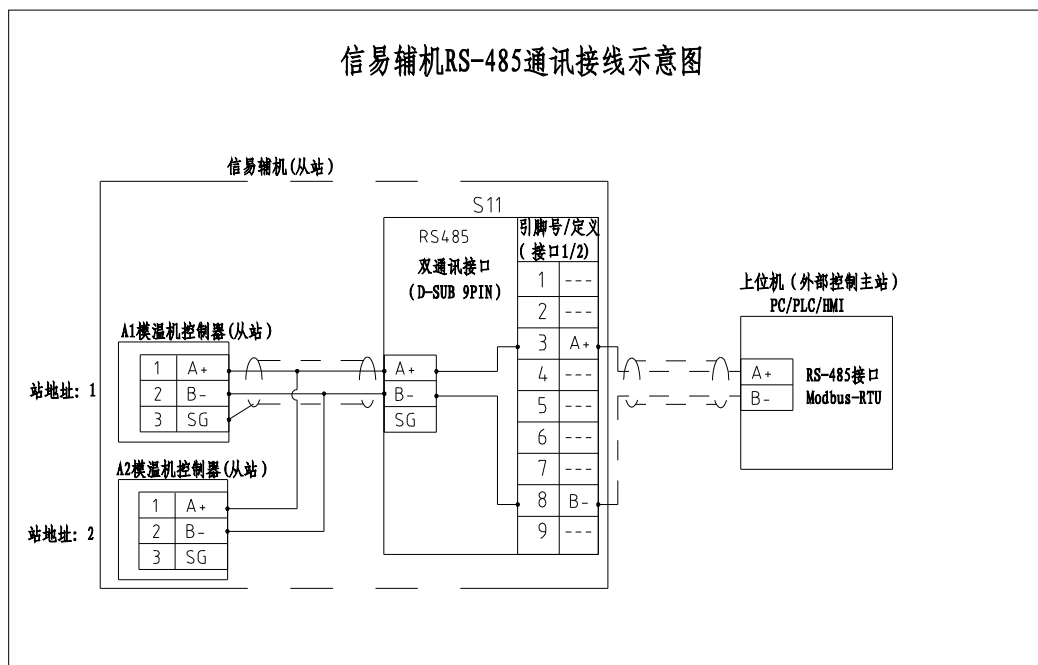 信易辅机RS-485通讯接线示意图
信易辅机(从站)
S11
RS485
双通讯接口
(D-SUB 9PIN)
引脚号/定义
(接口1/2)
1 ---
2 ---
3 A+
4 ---
5 ---
6 ---
7 ---
8 B-
9 ---
A+
B-
SG
上位机(外部控制主站)
PC/PLC/HMI
A+
B-
RS-485接口
Modbus-RTU
A1模温机控制器(从站)
站地址: 1
1 A+
2 B-
3 SG
A2模温机控制器(从站)
站地址: 2
1 A+
2 B-
3 SG